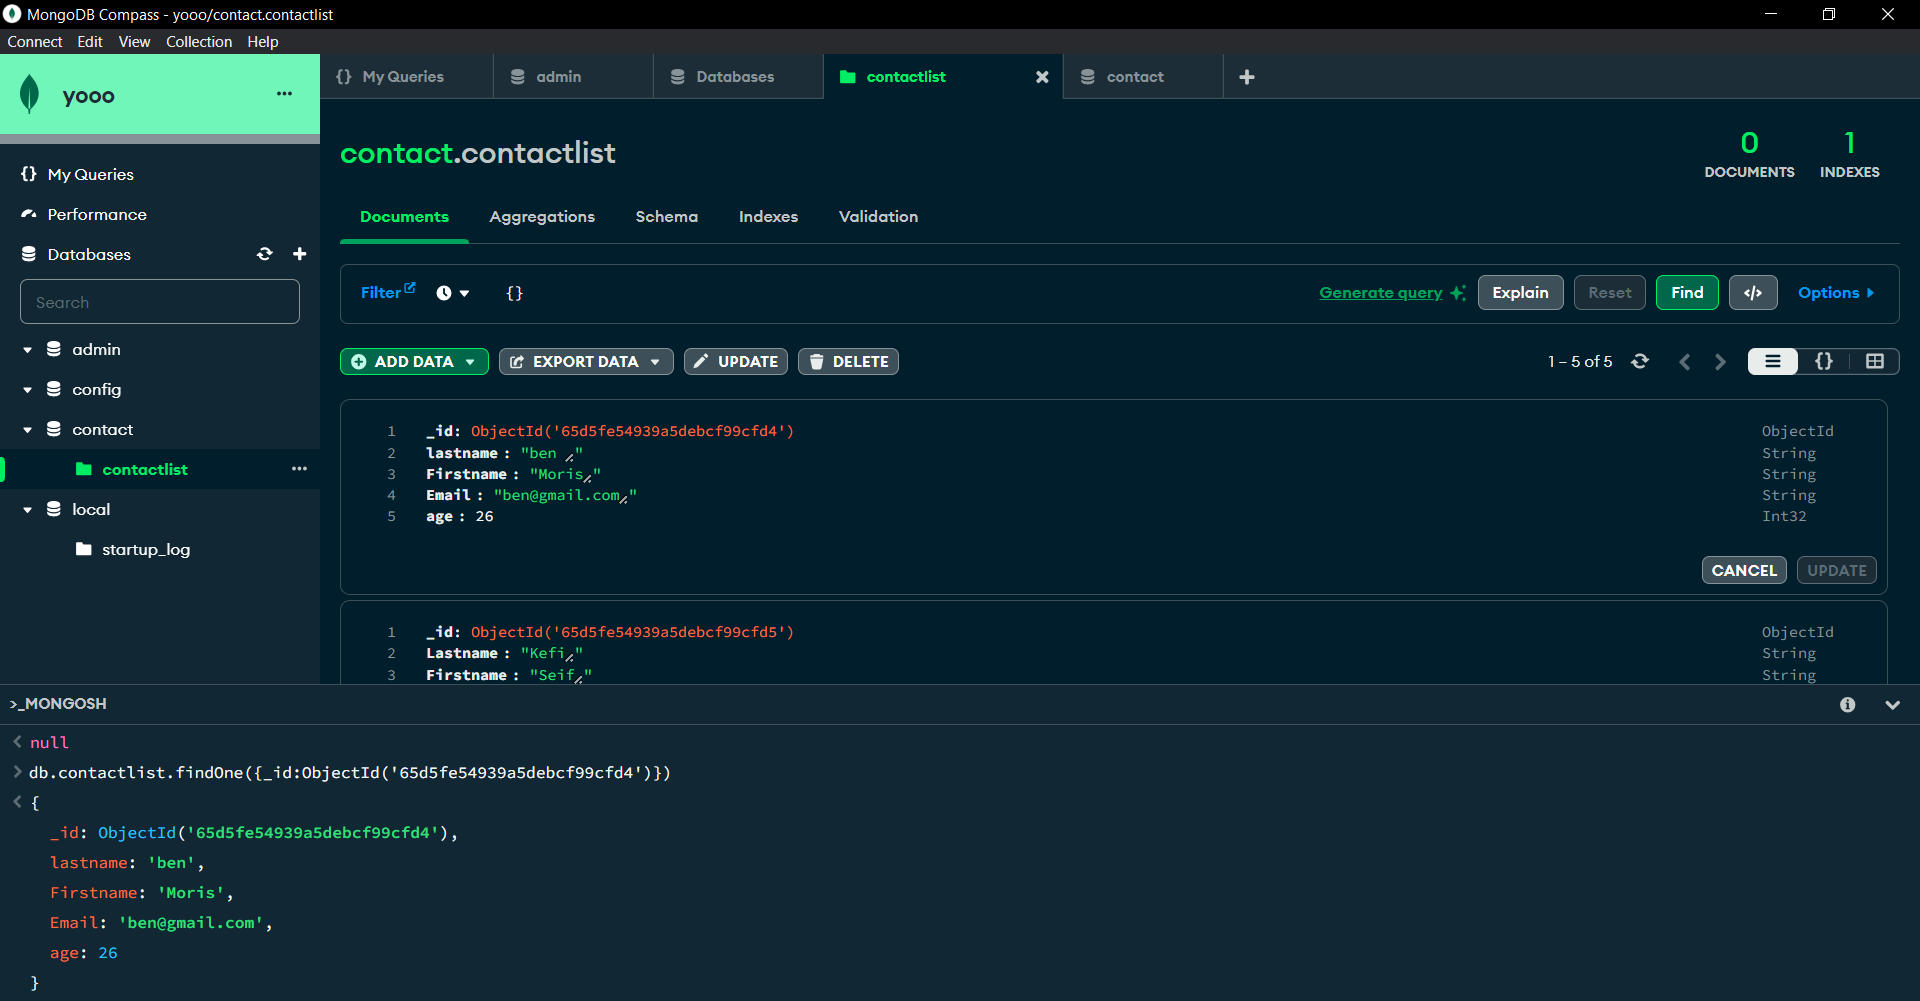 MongoDB Compass - yooo/contact.contactlist
Connect Edit View Collection Help
yooo
My Queries
Performance
Databases
Search
admin
config
contact
contactlist
local
startup_log
{} My Queries admin Databases contactlist contact
contact.contactlist
0 DOCUMENTS
1 INDEXES
Documents Aggregations Schema Indexes Validation
Filter {} Generate query Explain Reset Find </> Options
ADD DATA EXPORT DATA UPDATE DELETE 1 – 5 of 5 {}
1 _id: ObjectId('65d5fe54939a5debcf99cfd4') ObjectId
2 lastname : "ben " String
3 Firstname : "Moris" String
4 Email : "ben@gmail.com" String
5 age : 26 Int32
CANCEL UPDATE
1 _id: ObjectId('65d5fe54939a5debcf99cfd5') ObjectId
2 Lastname : "Kefi" String
3 Firstname : "Seif" String
>_MONGOSH
< null
> db.contactlist.findOne({_id:ObjectId('65d5fe54939a5debcf99cfd4')})
< {
_id: ObjectId('65d5fe54939a5debcf99cfd4'),
lastname: 'ben',
Firstname: 'Moris',
Email: 'ben@gmail.com',
age: 26
}